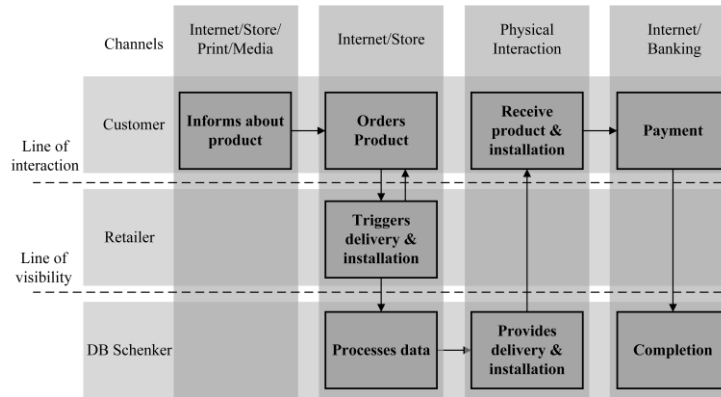 Channels
Internet/Store/
Print/Media
Internet/Store
Physical
Interaction
Internet/
Banking
Customer
Informs about
product
Orders
Product
Receive
product &
installation
Payment
Line of
interaction
Retailer
Triggers
delivery &
installation
Line of
visibility
DB Schenker
Processes data
Provides
delivery &
installation
Completion